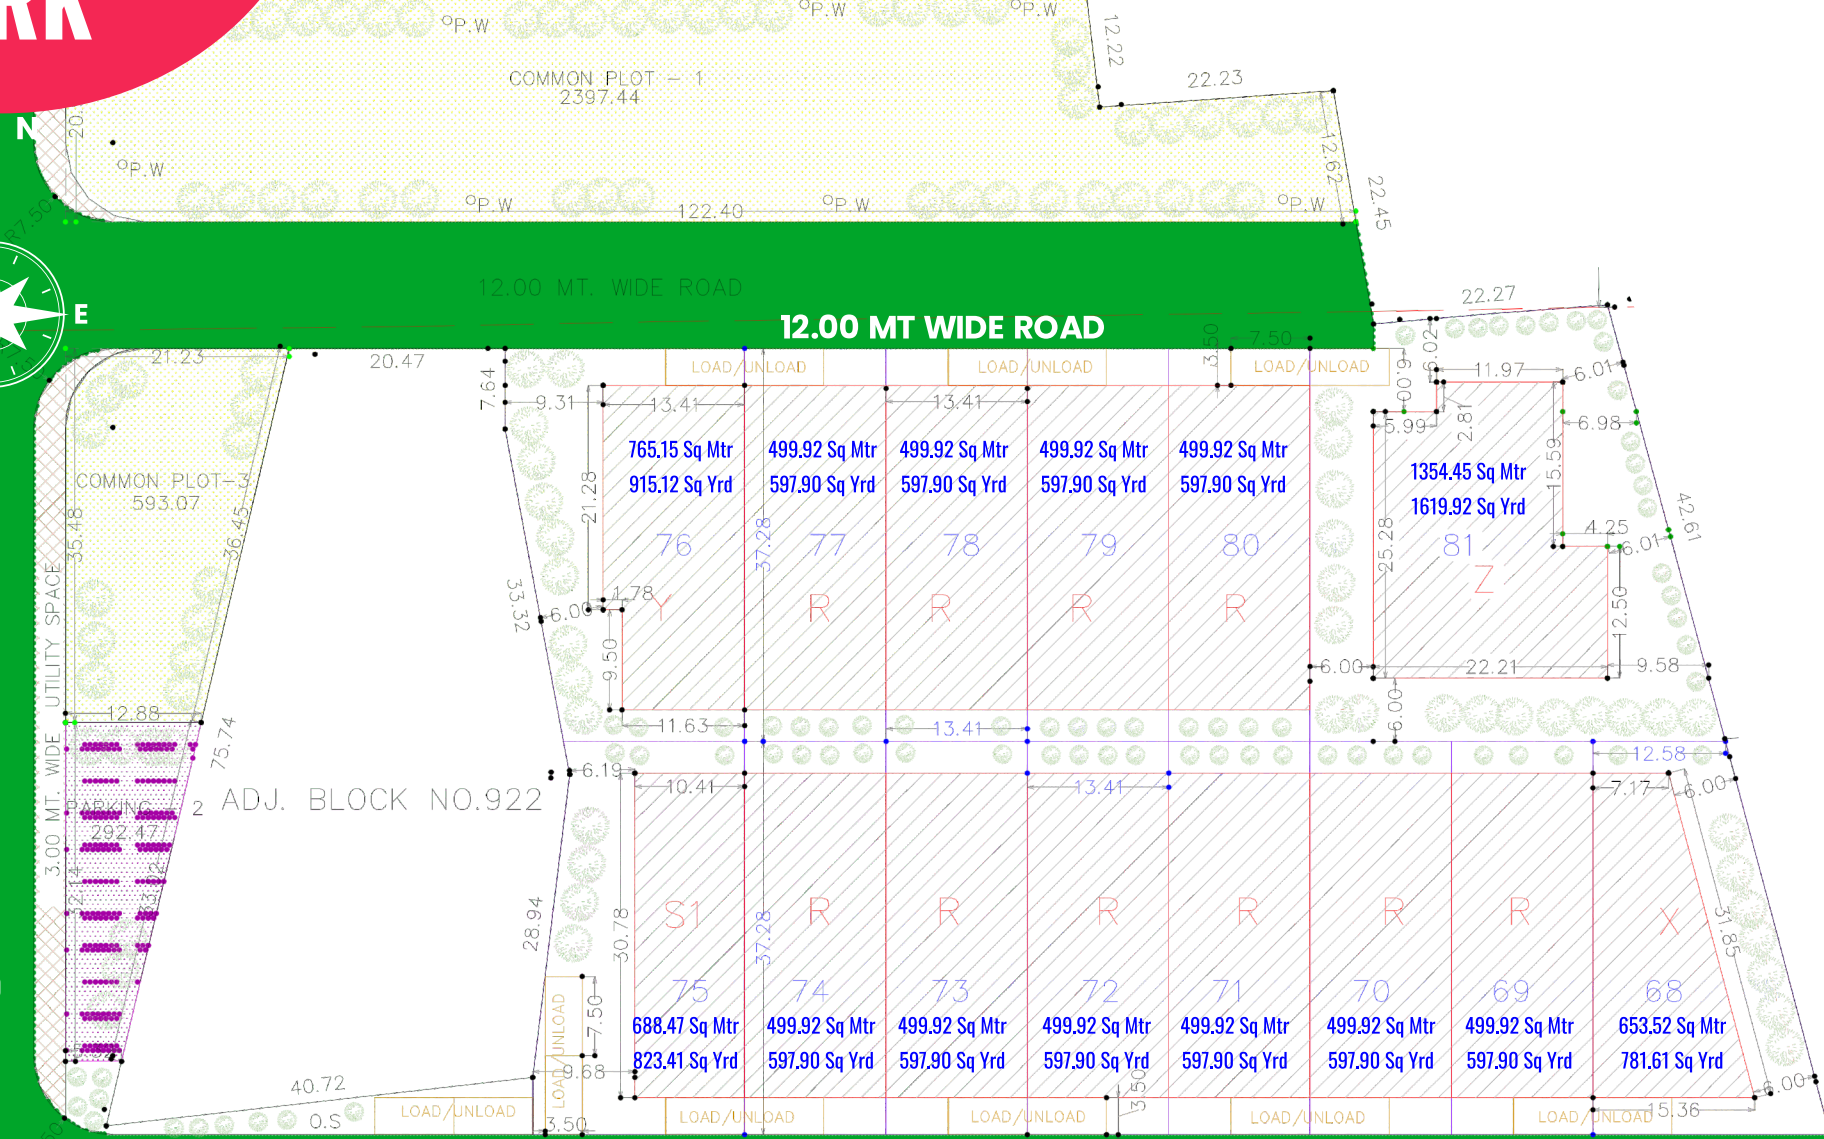 RK
N
E
P.W
P.W
P.W
COMMON PLOT - 1
2397.44
12.22
22.23
12.62
22.45
P.W
P.W
P.W
P.W
122.40
R7.50
12.00 MT. WIDE ROAD
12.00 MT WIDE ROAD
22.27
21.23
20.47
7.64
9.31
13.41
13.41
LOAD/UNLOAD
LOAD/UNLOAD
LOAD/UNLOAD
3.50
7.50
6.00
6.02
11.97
6.01
5.99
2.81
6.98
15.59
765.15 Sq Mtr
915.12 Sq Yrd
499.92 Sq Mtr
597.90 Sq Yrd
499.92 Sq Mtr
597.90 Sq Yrd
499.92 Sq Mtr
597.90 Sq Yrd
499.92 Sq Mtr
597.90 Sq Yrd
1354.45 Sq Mtr
1619.92 Sq Yrd
COMMON PLOT-3
593.07
35.48
36.45
21.28
37.28
76
77
78
79
80
81
25.28
4.25
6.01
42.61
Y
R
R
R
R
Z
33.32
6.00
1.78
9.50
12.50
6.00
22.21
9.58
6.00
12.88
11.63
13.41
12.58
75.74
3.00 MT. WIDE UTILITY SPACE
PARKING - 2
292.47
32.14
33.02
ADJ. BLOCK NO.922
6.19
10.41
13.41
7.17
6.00
28.94
30.78
37.28
31.85
S1
R
R
R
R
R
R
X
75
74
73
72
71
70
69
68
688.47 Sq Mtr
823.41 Sq Yrd
499.92 Sq Mtr
597.90 Sq Yrd
499.92 Sq Mtr
597.90 Sq Yrd
499.92 Sq Mtr
597.90 Sq Yrd
499.92 Sq Mtr
597.90 Sq Yrd
499.92 Sq Mtr
597.90 Sq Yrd
499.92 Sq Mtr
597.90 Sq Yrd
653.52 Sq Mtr
781.61 Sq Yrd
LOAD/UNLOAD
7.50
9.68
40.72
O.S
LOAD/UNLOAD
3.50
LOAD/UNLOAD
LOAD/UNLOAD
3.50
LOAD/UNLOAD
LOAD/UNLOAD
15.36
6.00